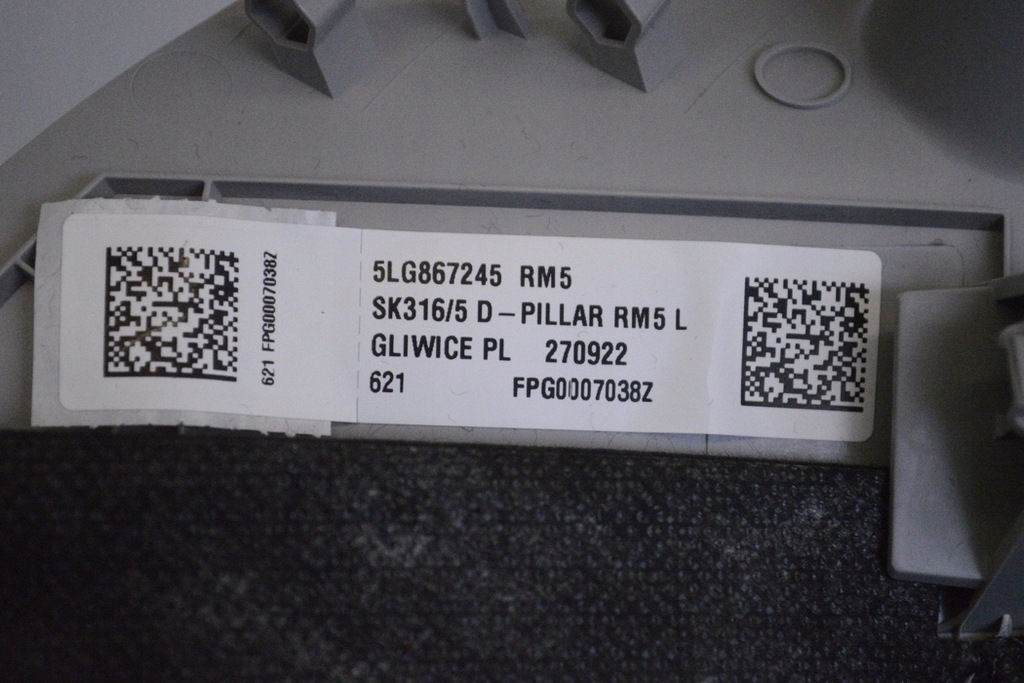 621 FPG0007038Z
5LG867245 RM5
SK316/5 D-PILLAR RM5 L
GLIWICE PL 270922
621 FPG0007038Z